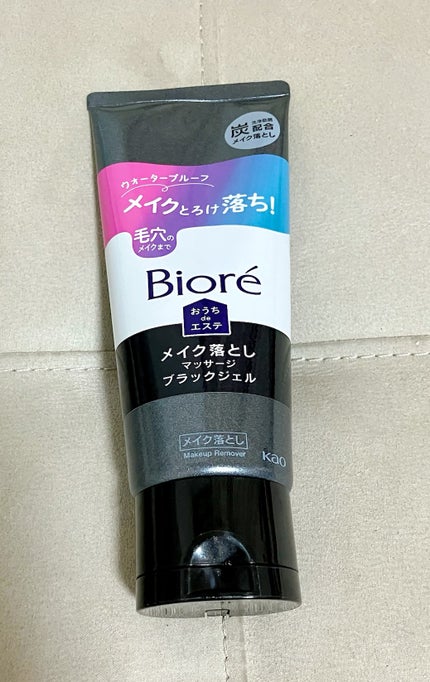 炭
洗浄助剤
配合
メイク落とし
ウォータープルーフ
メイクとろけ落ち!
毛穴の
メイクまで
Bioré
おうち
de
エステ
メイク落とし
マッサージ
ブラックジェル
メイク落とし
Makeup Remover
Kao